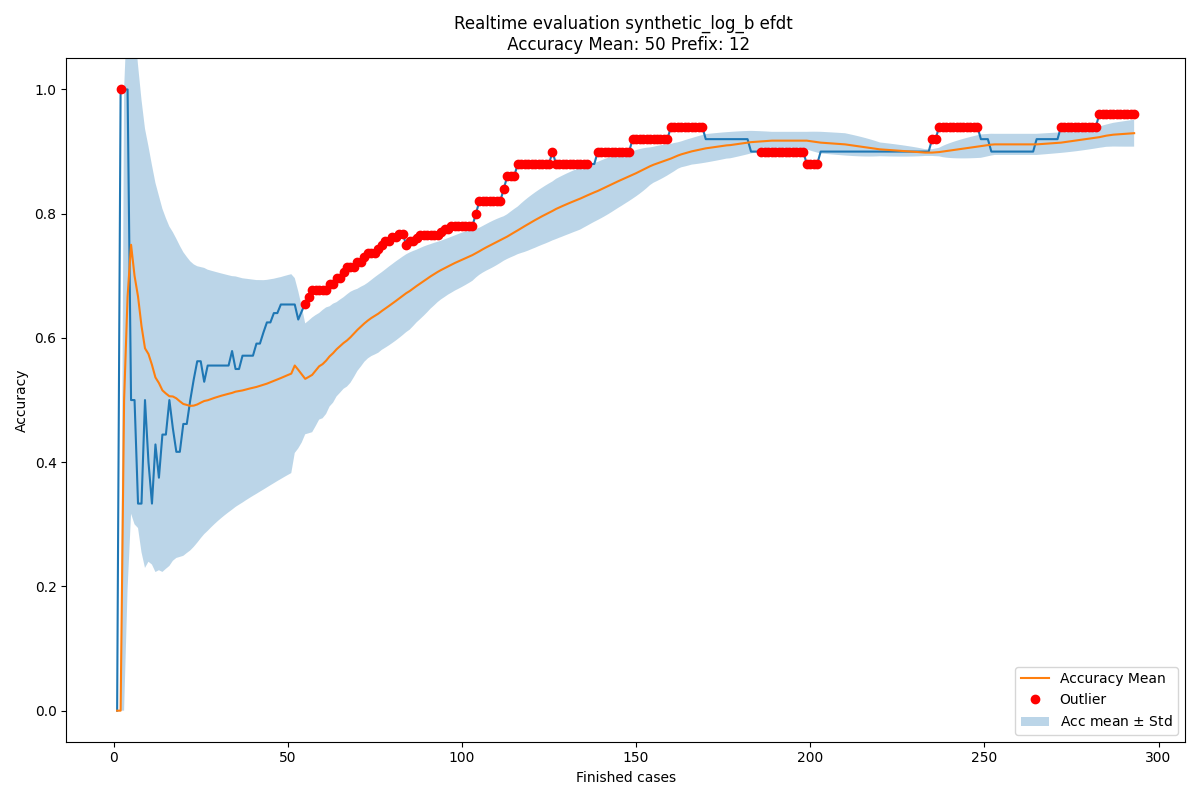 Realtime evaluation synthetic_log_b efdt
Accuracy Mean: 50 Prefix: 12
1.0
0.8
0.6
0.4
0.2
0.0
Accuracy
0 50 100 150 200 250 300
Finished cases
Accuracy Mean
Outlier
Acc mean ± Std